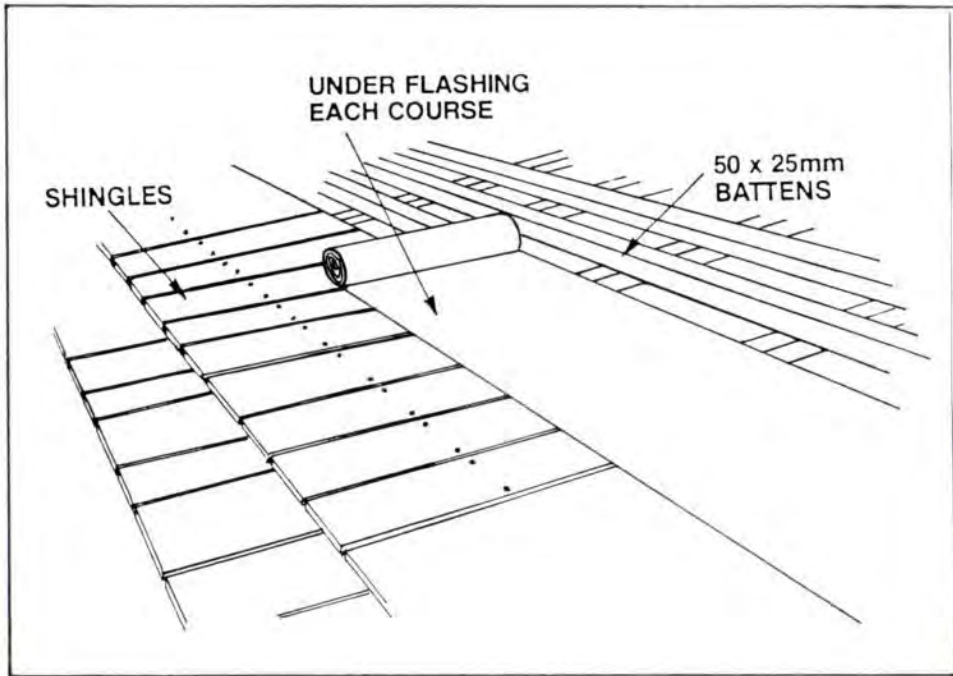 UNDER FLASHING
EACH COURSE
SHINGLES
50 x 25mm
BATTENS